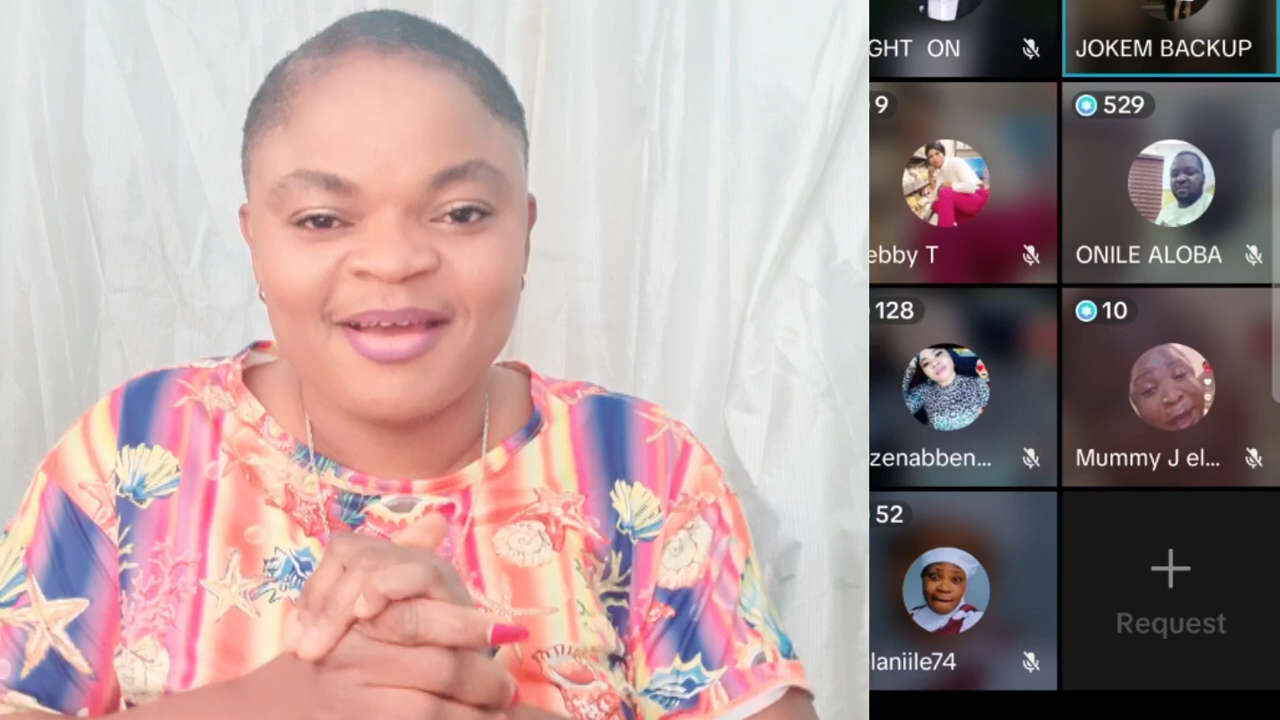 GHT ON
JOKEM BACKUP
9
529
ebby T
ONILE ALOBA
128
10
zenabben...
Mummy J el...
52
laniile74
Request